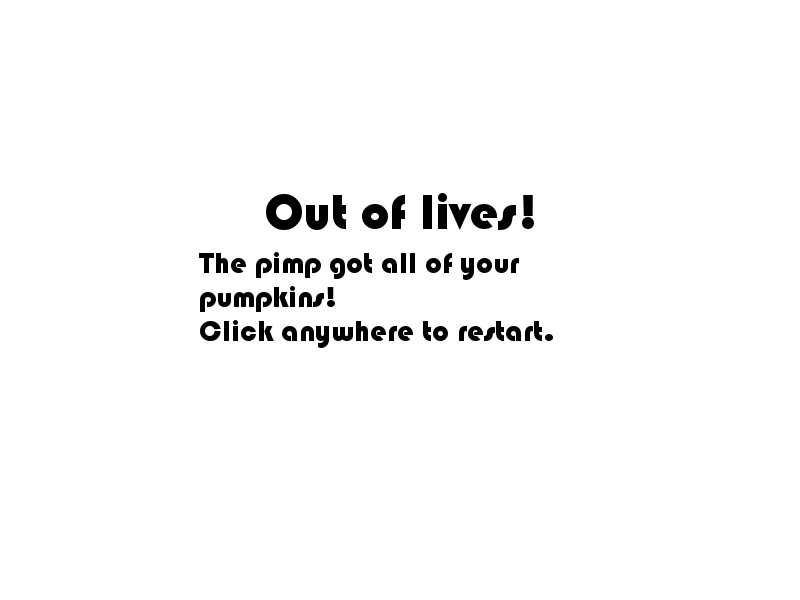 Out of lives!
The pimp got all of your
pumpkins!
Click anywhere to restart.